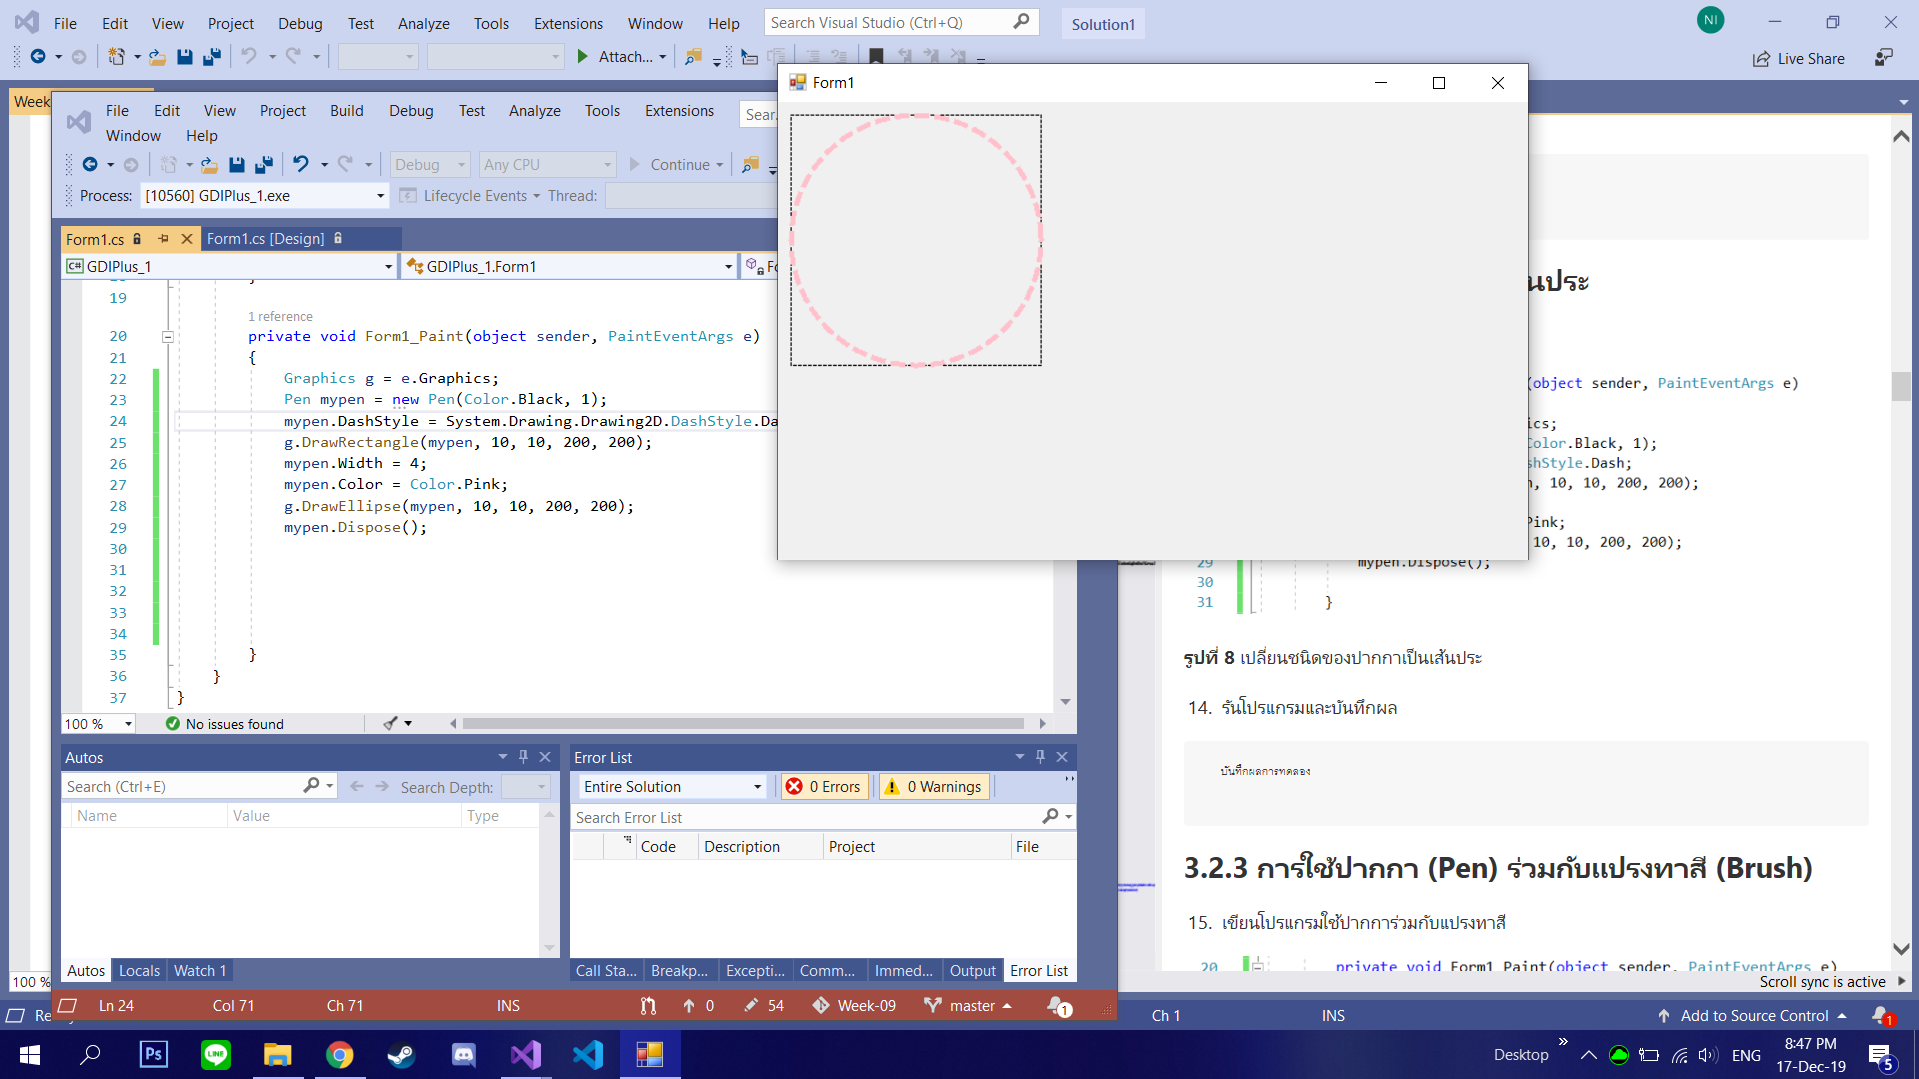 File Edit View Project Debug Test Analyze Tools Extensions Window Help Search Visual Studio (Ctrl+Q) Solution1 NI
Attach... Live Share
Week
Form1
File Edit View Project Build Debug Test Analyze Tools Extensions Sear
Window Help
Debug Any CPU Continue
Process: [10560] GDIPlus_1.exe Lifecycle Events Thread:
Form1.cs Form1.cs [Design]
C# GDIPlus_1 GDIPlus_1.Form1 Fo
19
1 reference
20 private void Form1_Paint(object sender, PaintEventArgs e)
21 {
22 Graphics g = e.Graphics;
23 Pen mypen = new Pen(Color.Black, 1);
24 mypen.DashStyle = System.Drawing.Drawing2D.DashStyle.Da
25 g.DrawRectangle(mypen, 10, 10, 200, 200);
26 mypen.Width = 4;
27 mypen.Color = Color.Pink;
28 g.DrawEllipse(mypen, 10, 10, 200, 200);
29 mypen.Dispose();
30
31
32
33
34
35 }
36 }
37 }
100 % No issues found
Autos
Search (Ctrl+E) Search Depth:
Name Value Type
Autos Locals Watch 1
Error List
Entire Solution 0 Errors 0 Warnings
Search Error List
Code Description Project File
Call Sta... Breakp... Excepti... Comm... Immed... Output Error List
Ln 24 Col 71 Ch 71 INS 0 54 Week-09 master 1
นประ
(object sender, PaintEventArgs e)
ics;
Color.Black, 1);
shStyle.Dash;
n, 10, 10, 200, 200);
Pink;
10, 10, 200, 200);
29 mypen.Dispose();
30
31 }
รูปที่ 8 เปลี่ยนชนิดของปากกาเป็นเส้นประ
14. รันโปรแกรมและบันทึกผล
บันทึกผลการทดลอง
3.2.3 การใช้ปากกา (Pen) ร่วมกับแปรงทาสี (Brush)
15. เขียนโปรแกรมใช้ปากการ่วมกับแปรงทาสี
20 private void Form1_Paint(object sender, PaintEventArgs e)
100 % Scroll sync is active
Re Ch 1 INS Add to Source Control 1
Ps LINE Desktop ENG 8:47 PM
17-Dec-19 5